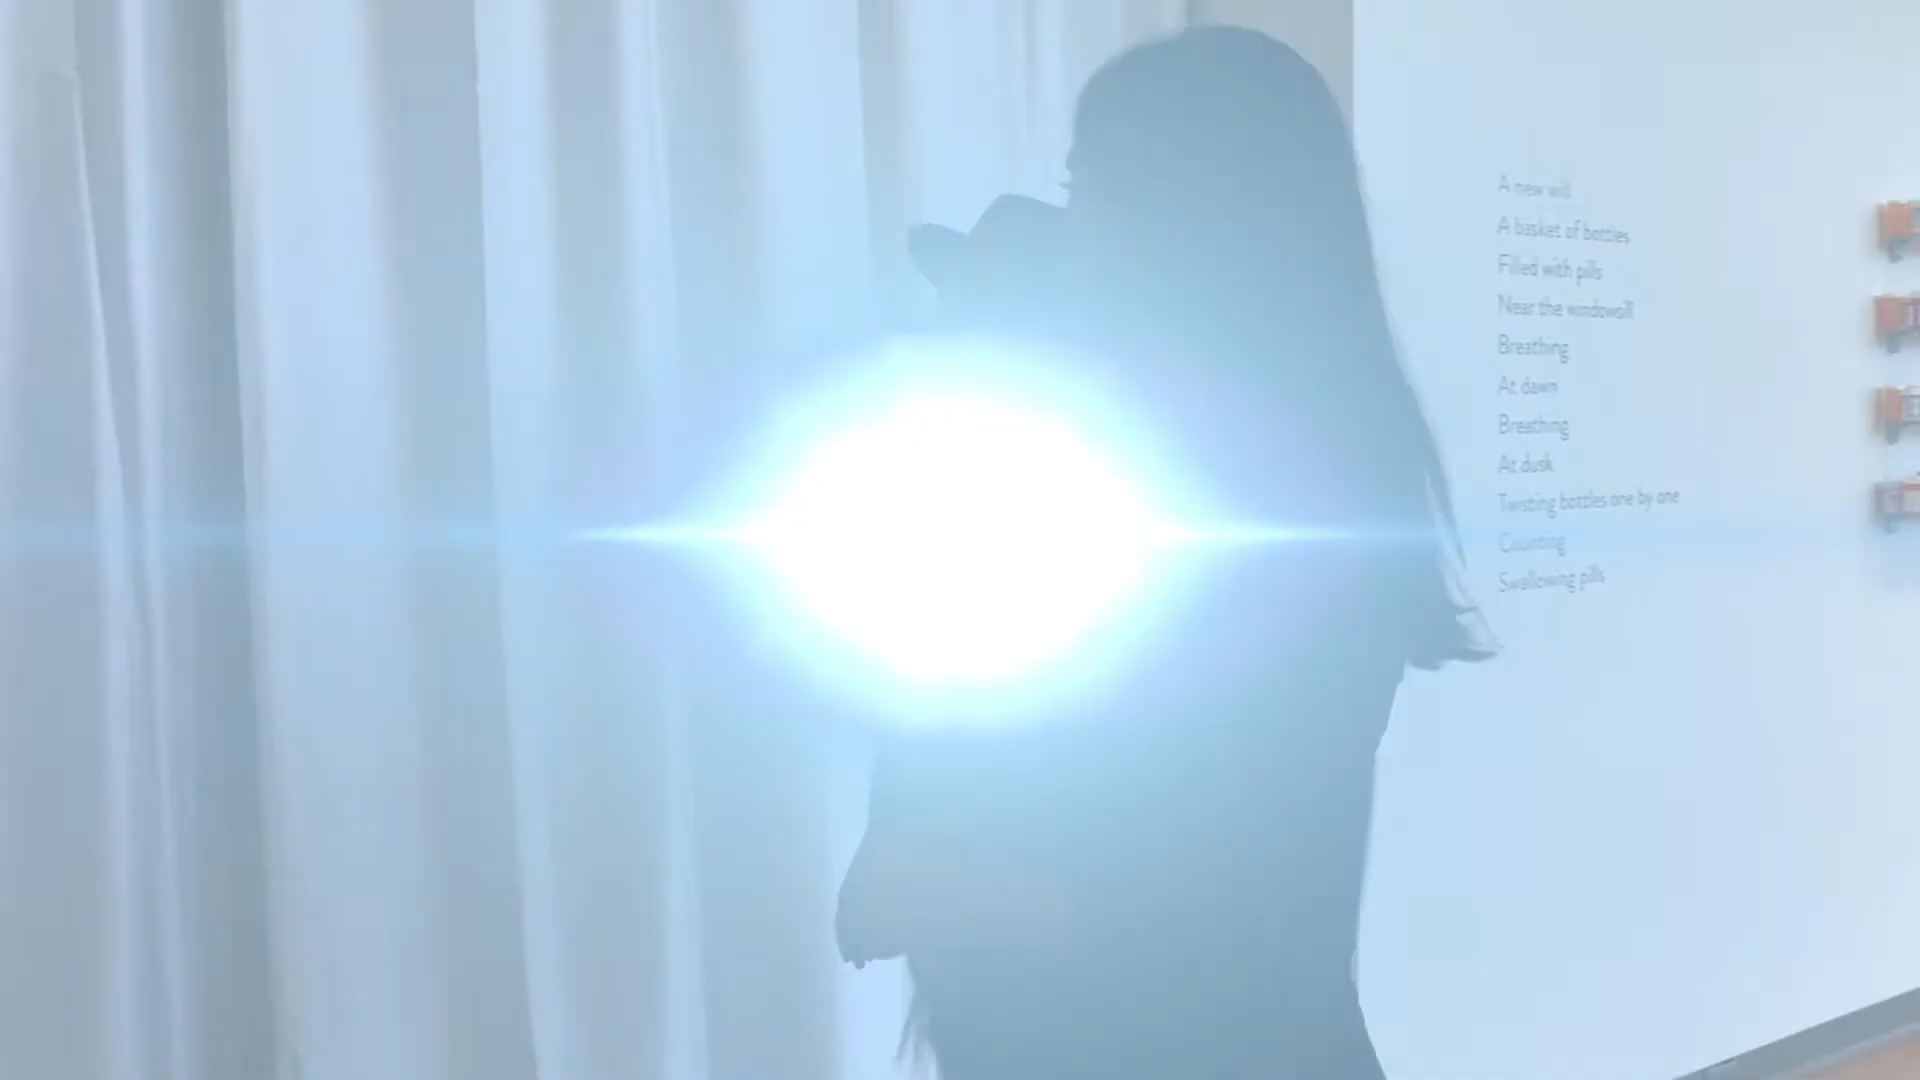 A new will
A basket of bottles
Filled with pills
Near the windowsill
Breathing
At dawn
Breathing
At dusk
Twisting bottles one by one
Counting
Swallowing pills